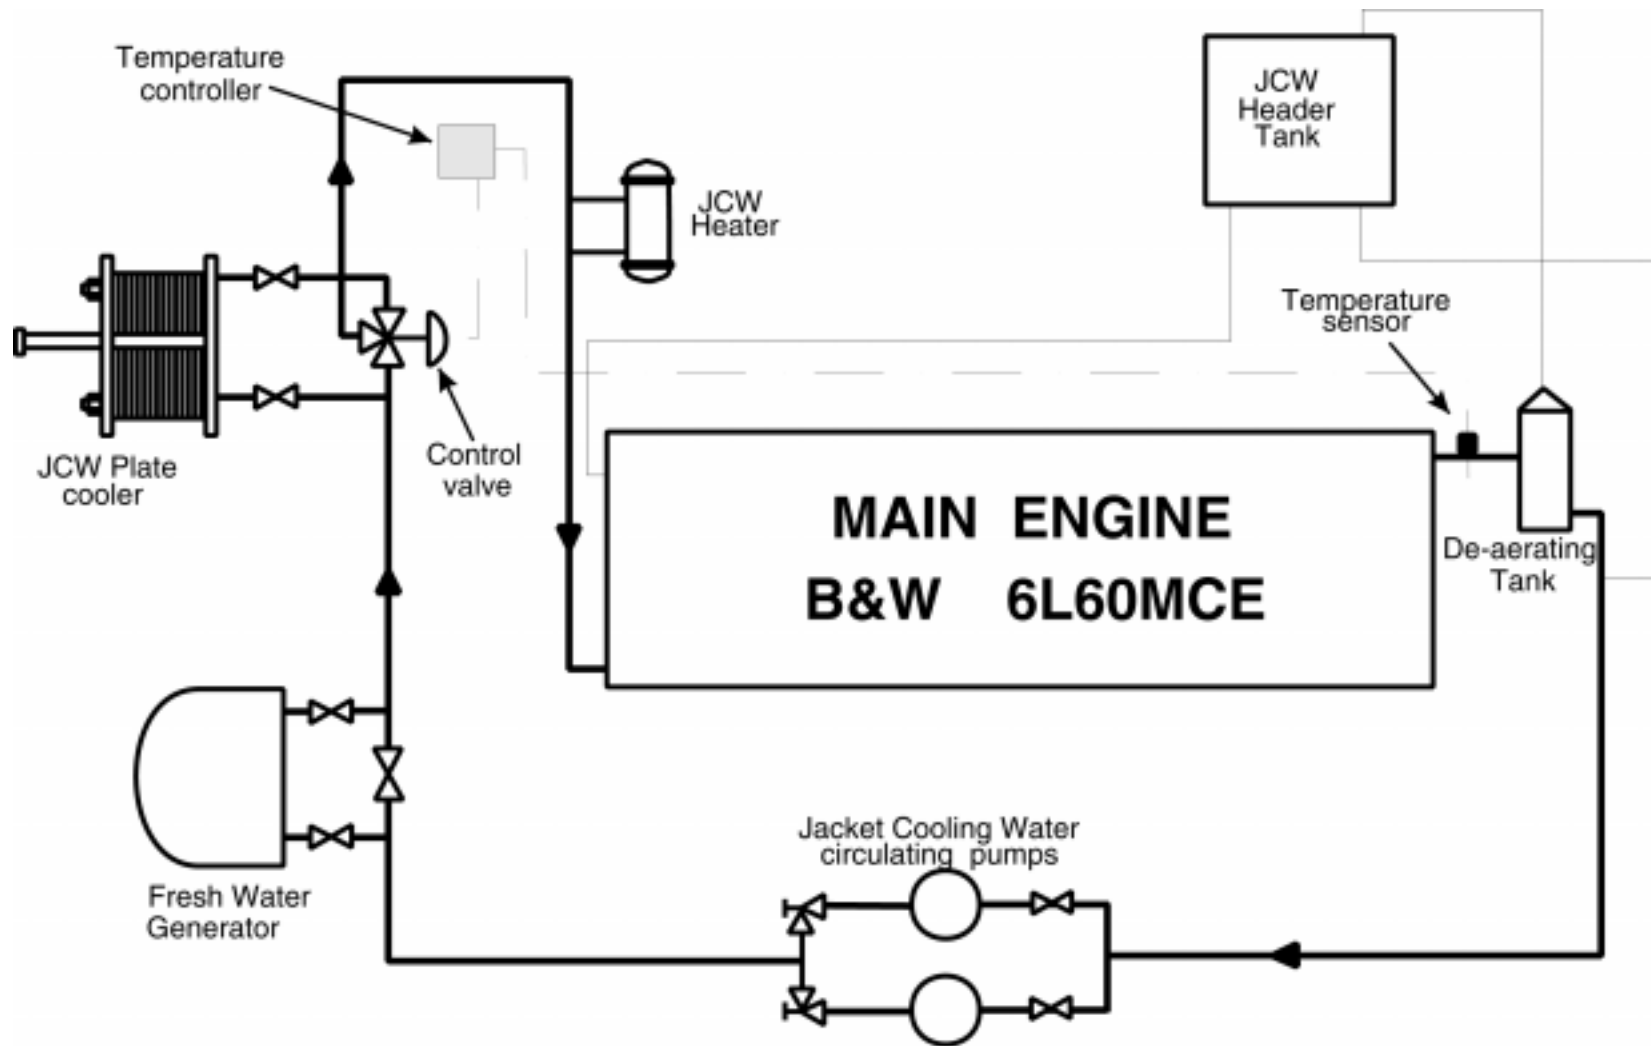 Temperature
controller
JCW
Header
Tank
JCW
Heater
Temperature
sensor
JCW Plate
cooler
Control
valve
MAIN ENGINE
B&W 6L60MCE
De-aerating
Tank
Jacket Cooling Water
circulating pumps
Fresh Water
Generator